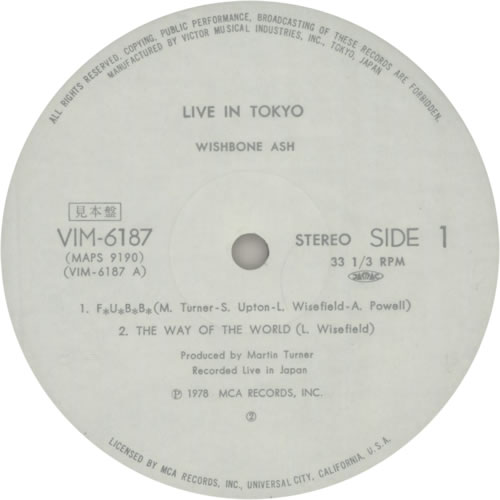 ALL RIGHTS RESERVED. COPYING, PUBLIC PERFORMANCE, BROADCASTING OF THESE RECORDS ARE FORBIDDEN.
MANUFACTURED BY VICTOR MUSICAL INDUSTRIES, INC., TOKYO, JAPAN
LIVE IN TOKYO
WISHBONE ASH
見本盤
VIM-6187
(MAPS 9190)
(VIM-6187 A)
STEREO SIDE 1
33 1/3 RPM
1. F*U*B*B*(M. Turner-S. Upton-L. Wisefield-A. Powell)
2. THE WAY OF THE WORLD (L. Wisefield)
Produced by Martin Turner
Recorded Live in Japan
Ⓟ 1978 MCA RECORDS, INC.
②
LICENSED BY MCA RECORDS, INC., UNIVERSAL CITY, CALIFORNIA, U.S.A.